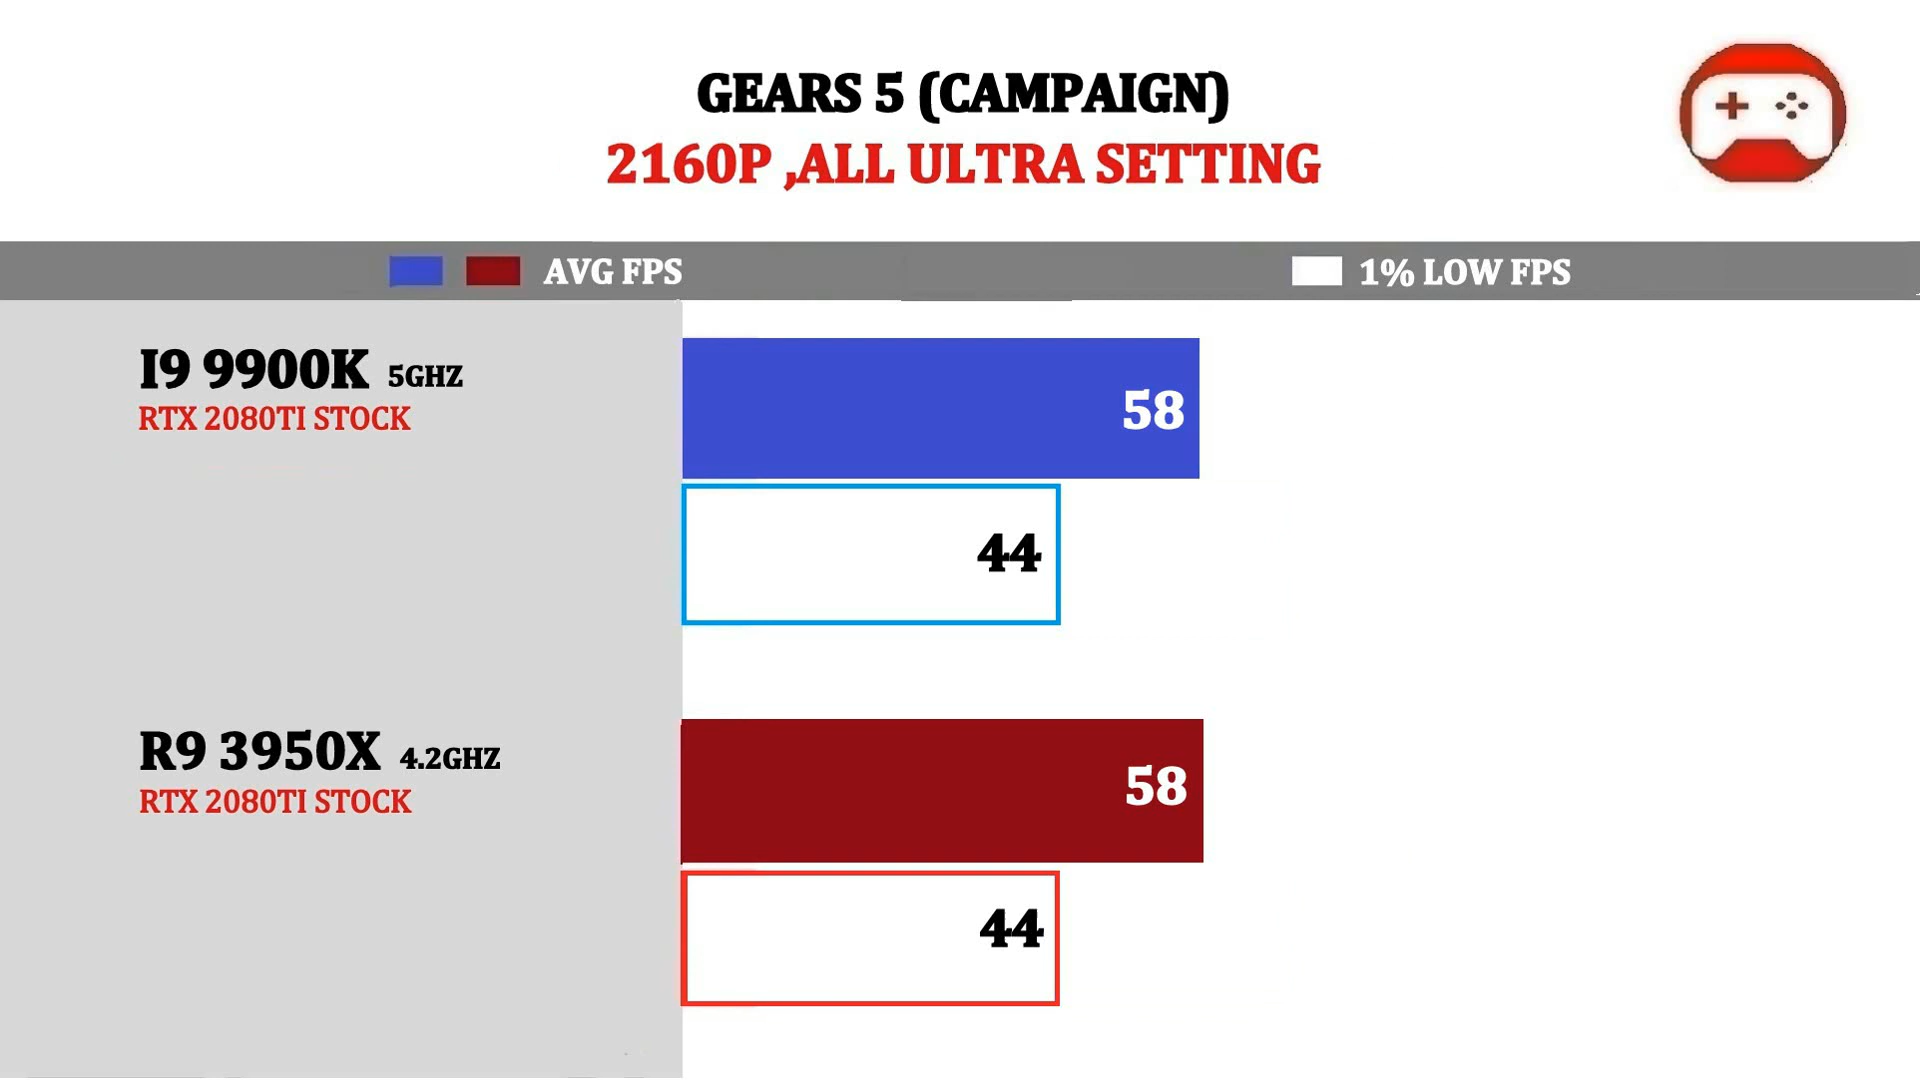 GEARS 5 (CAMPAIGN)
2160P ,ALL ULTRA SETTING
AVG FPS
1% LOW FPS
I9 9900K 5GHZ
RTX 2080TI STOCK
58
44
R9 3950X 4.2GHZ
RTX 2080TI STOCK
58
44